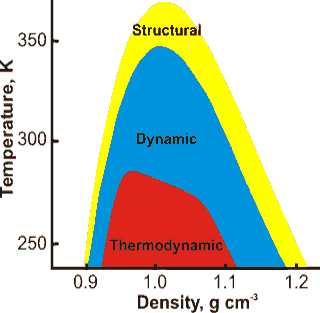 Structural
350
Dynamic
300
Thermodynamic
250
Temperature, K
0.9 1.0 1.1 1.2
Density, g cm⁻³